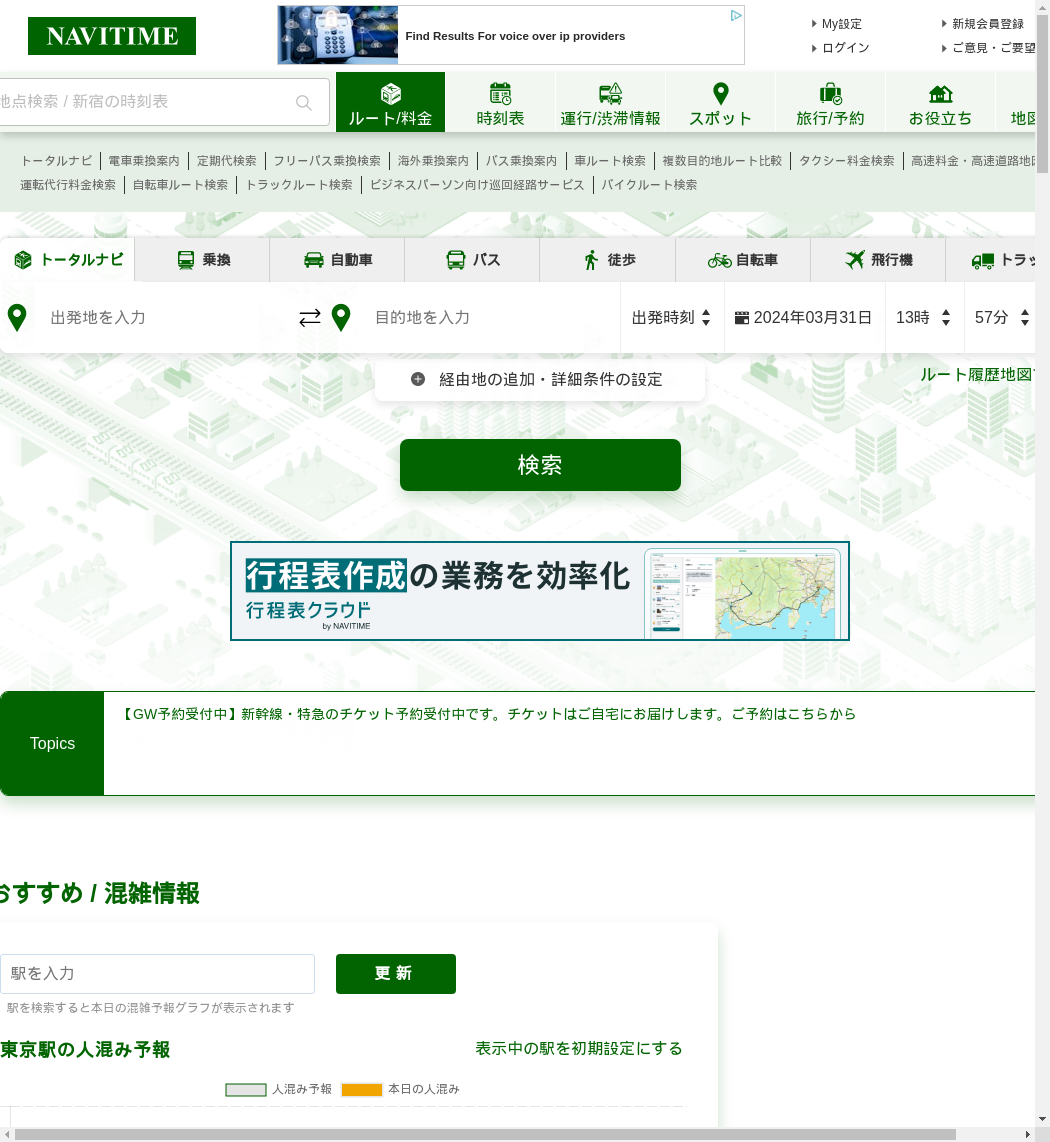 NAVITIME
Find Results For voice over ip providers
My設定
新規会員登録
ログイン
ご意見・ご要望
地点検索 / 新宿の時刻表
ルート/料金
時刻表
運行/渋滞情報
スポット
旅行/予約
お役立ち
地図
トータルナビ
電車乗換案内
定期代検索
フリーパス乗換検索
海外乗換案内
バス乗換案内
車ルート検索
複数目的地ルート比較
タクシー料金検索
高速料金・高速道路地図
運転代行料金検索
自転車ルート検索
トラックルート検索
ビジネスパーソン向け巡回経路サービス
バイクルート検索
トータルナビ
乗換
自動車
バス
徒歩
自転車
飛行機
トラッ
出発地を入力
目的地を入力
出発時刻
2024年03月31日
13時
57分
経由地の追加・詳細条件の設定
ルート履歴地図
検索
行程表作成の業務を効率化
行程表クラウド
by NAVITIME
Topics
【GW予約受付中】新幹線・特急のチケット予約受付中です。チケットはご自宅にお届けします。ご予約はこちらから
おすすめ / 混雑情報
駅を入力
更新
駅を検索すると本日の混雑予報グラフが表示されます
東京駅の人混み予報
表示中の駅を初期設定にする
人混み予報
本日の人混み